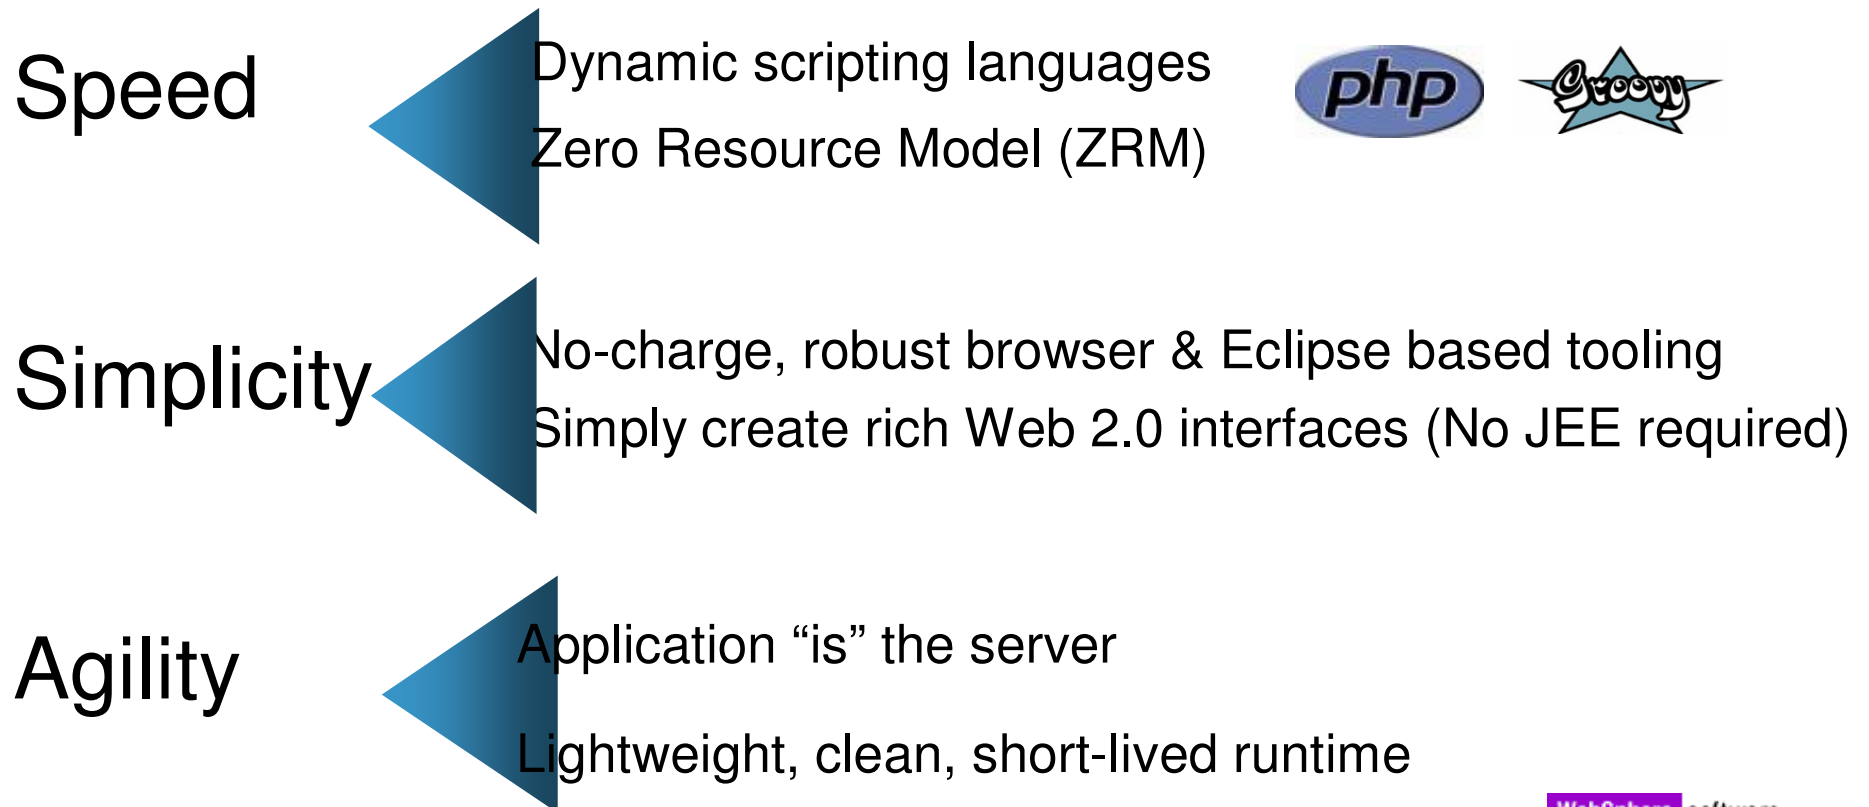 Speed
Dynamic scripting languages
Zero Resource Model (ZRM)
php
Groovy
Simplicity
No-charge, robust browser & Eclipse based tooling
Simply create rich Web 2.0 interfaces (No JEE required)
Agility
Application “is” the server
Lightweight, clean, short-lived runtime
WebSphere software